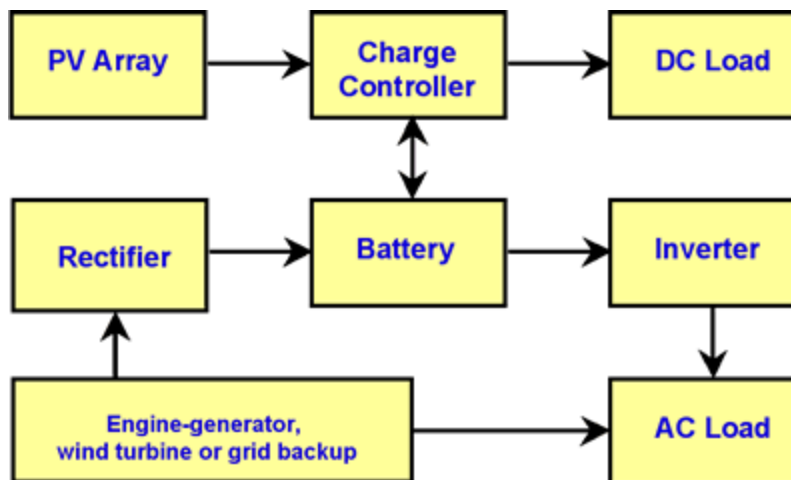 PV Array
Charge
Controller
DC Load
Rectifier
Battery
Inverter
Engine-generator,
wind turbine or grid backup
AC Load